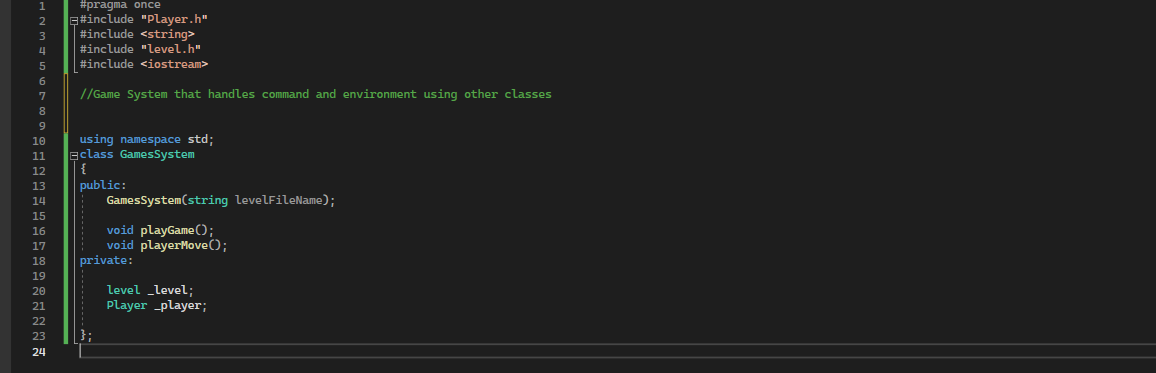 1 #pragma once
2 #include "Player.h"
3 #include <string>
4 #include "level.h"
5 #include <iostream>
6
7 //Game System that handles command and environment using other classes
8
9
10 using namespace std;
11 class GamesSystem
12 {
13 public:
14     GamesSystem(string levelFileName);
15
16     void playGame();
17     void playerMove();
18 private:
19
20     level _level;
21     Player _player;
22
23 };
24